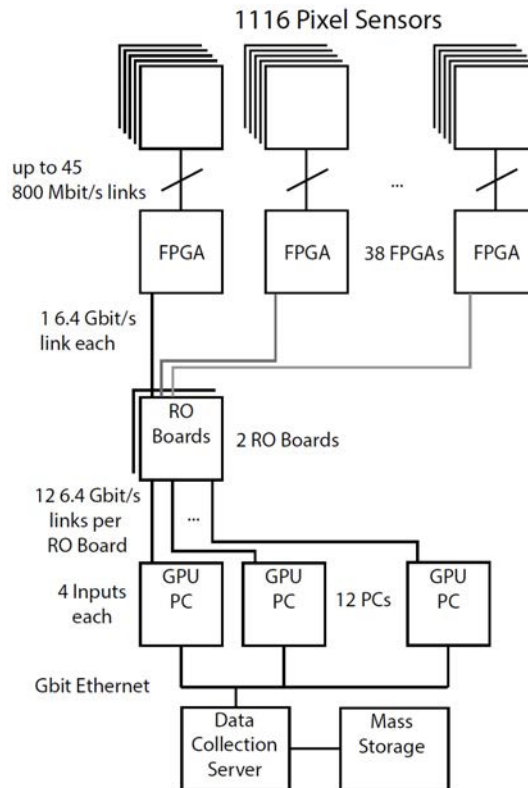 1116 Pixel Sensors
up to 45
800 Mbit/s links
...
FPGA
FPGA
38 FPGAs
FPGA
1 6.4 Gbit/s
link each
RO
Boards
2 RO Boards
12 6.4 Gbit/s
links per
RO Board
...
4 Inputs
each
GPU
PC
GPU
PC
12 PCs
GPU
PC
Gbit Ethernet
Data
Collection
Server
Mass
Storage